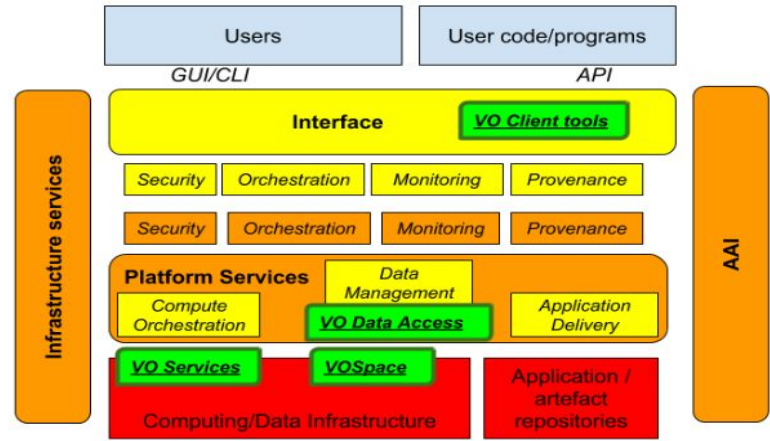 Users
User code/programs
GUI/CLI
API
Infrastructure services
Interface
VO Client tools
AAI
Security
Orchestration
Monitoring
Provenance
Security
Orchestration
Monitoring
Provenance
Platform Services
Data
Management
Compute
Orchestration
VO Data Access
Application
Delivery
VO Services
VOSpace
Computing/Data Infrastructure
Application /
artefact
repositories